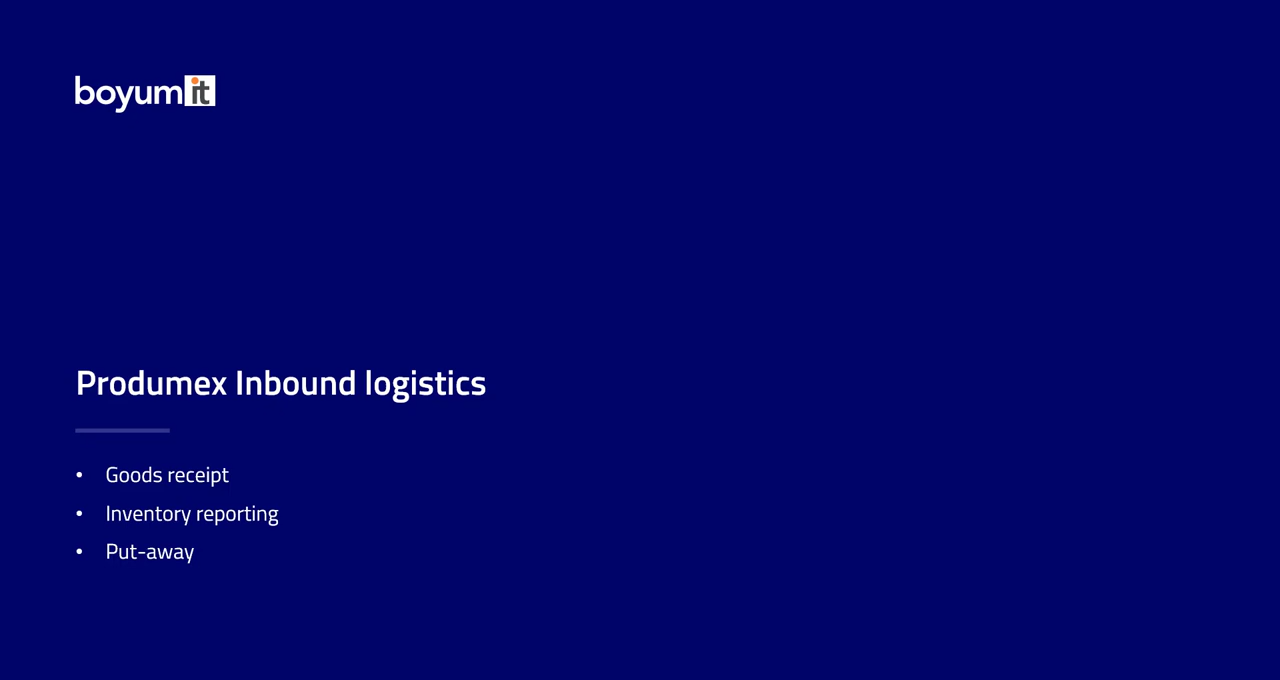 boyumit
Produmex Inbound logistics
• Goods receipt
• Inventory reporting
• Put-away